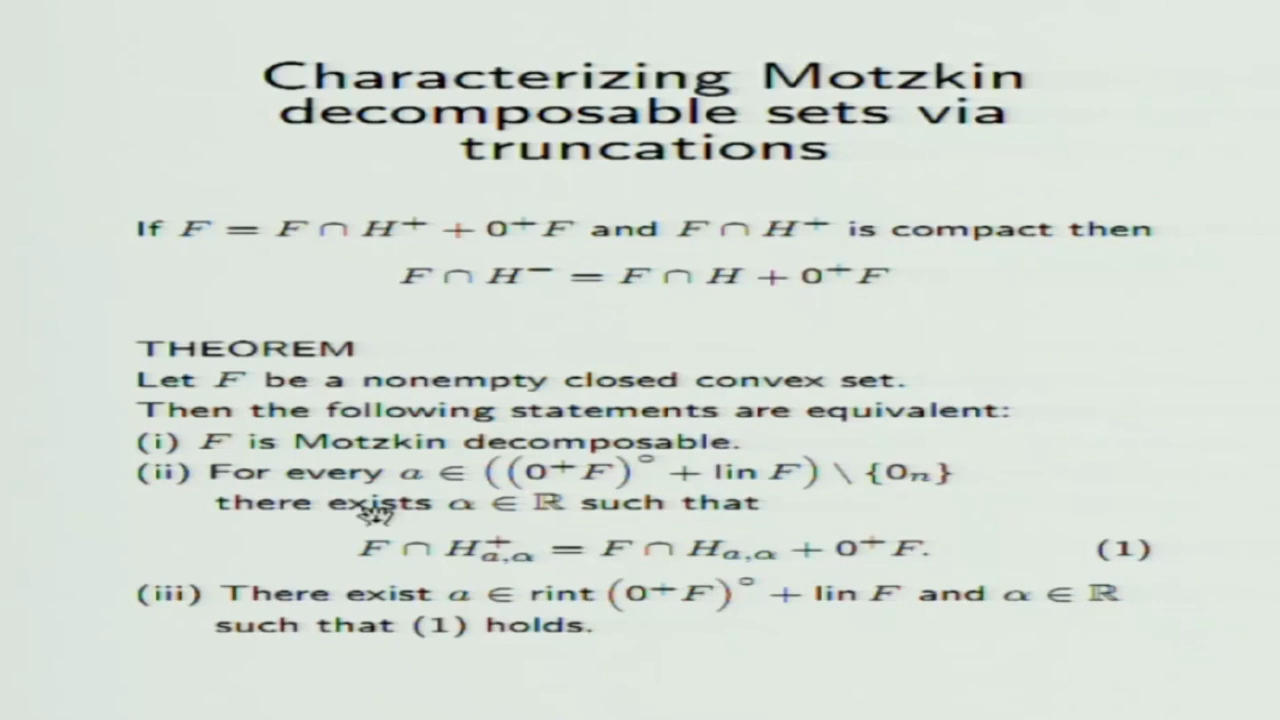 Characterizing Motzkin
decomposable sets via
truncations
If F = F ∩ H⁺ + 0⁺F and F ∩ H⁺ is compact then
F ∩ H⁻ = F ∩ H + 0⁺F
THEOREM
Let F be a nonempty closed convex set.
Then the following statements are equivalent:
(i) F is Motzkin decomposable.
(ii) For every a ∈ ((0⁺F)° + lin F) \ {0ₙ}
there exists α ∈ ℝ such that
F ∩ H⁺_{a,α} = F ∩ H_{a,α} + 0⁺F. (1)
(iii) There exist a ∈ rint (0⁺F)° + lin F and α ∈ ℝ
such that (1) holds.